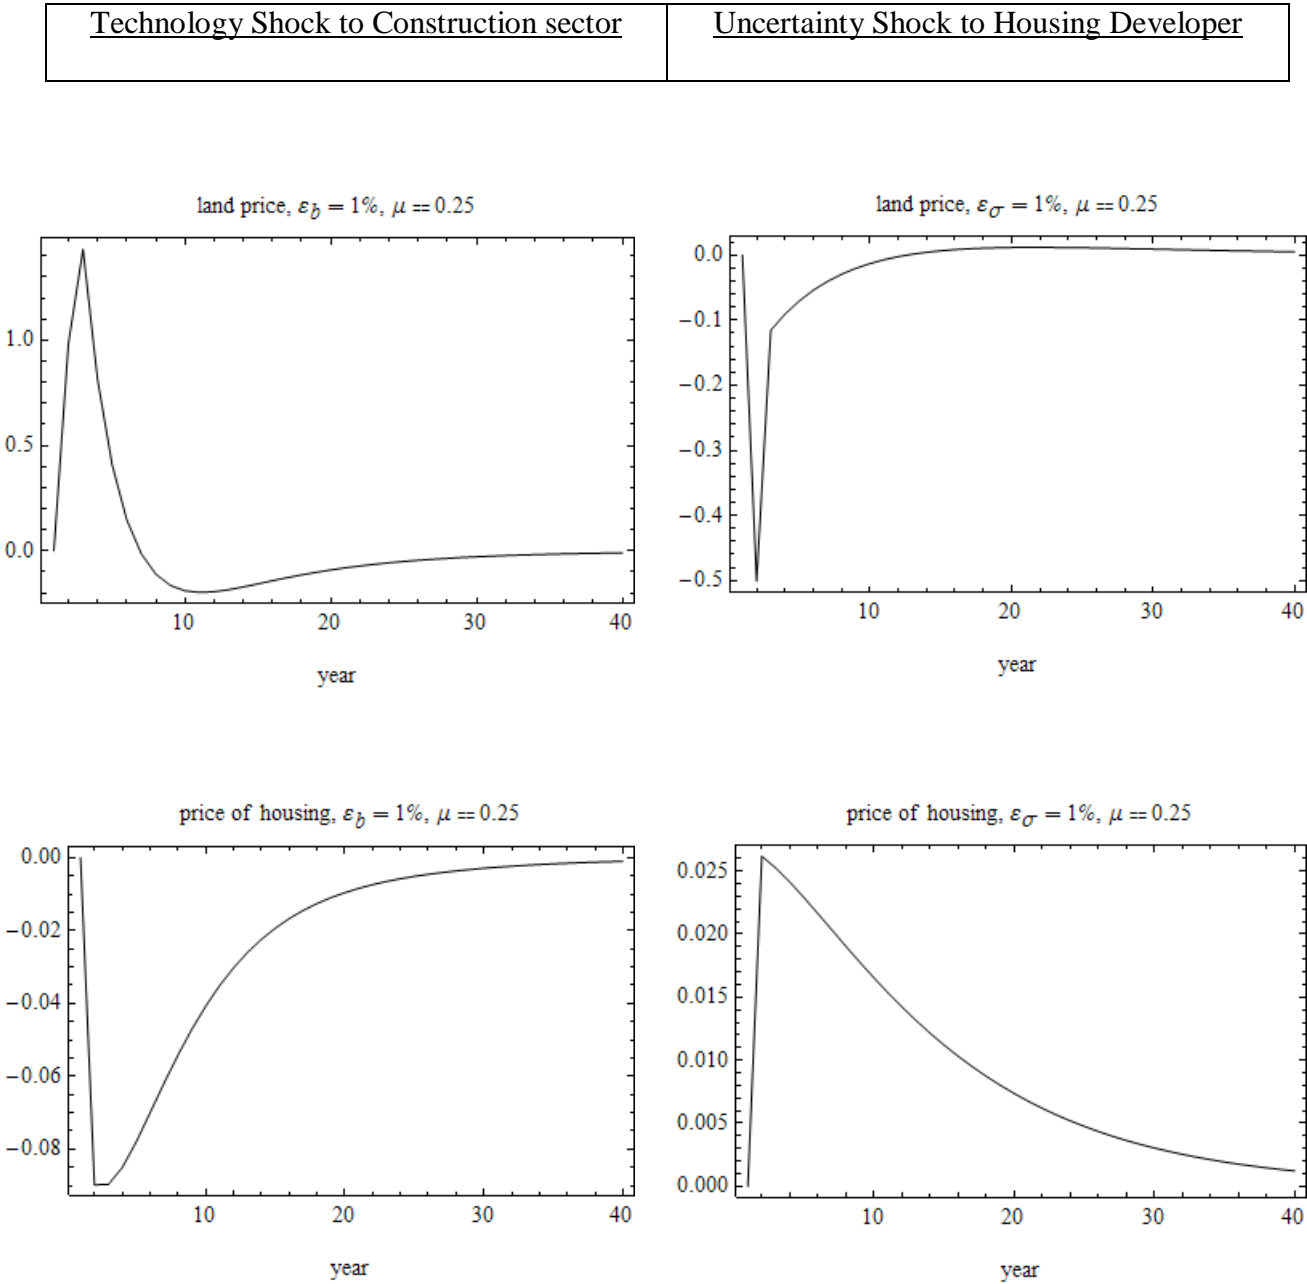 Technology Shock to Construction sector
Uncertainty Shock to Housing Developer
land price, εb = 1%, μ == 0.25
1.0
0.5
0.0
10 20 30 40
year
land price, εσ = 1%, μ == 0.25
0.0
−0.1
−0.2
−0.3
−0.4
−0.5
10 20 30 40
year
price of housing, εb = 1%, μ == 0.25
0.00
−0.02
−0.04
−0.06
−0.08
10 20 30 40
year
price of housing, εσ = 1%, μ == 0.25
0.025
0.020
0.015
0.010
0.005
0.000
10 20 30 40
year